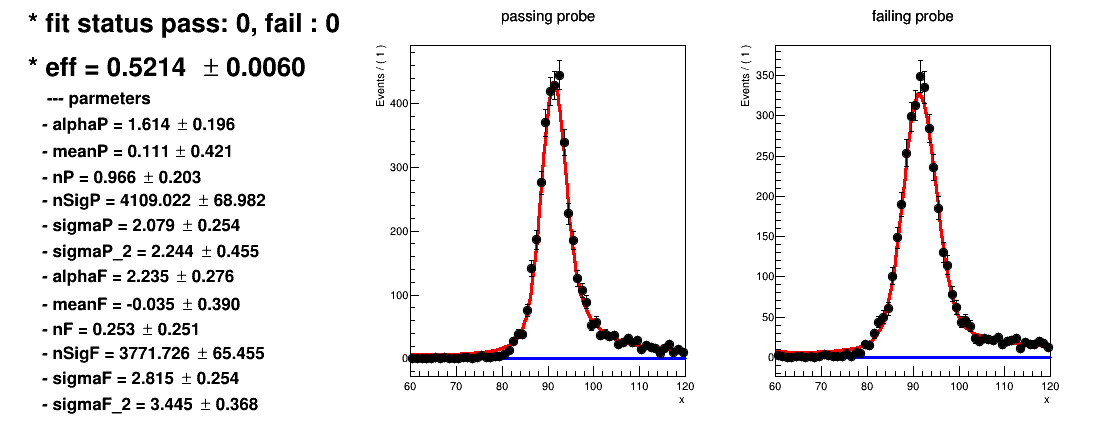 * fit status pass: 0, fail : 0
* eff = 0.5214 ± 0.0060
--- parmeters
- alphaP = 1.614 ± 0.196
- meanP = 0.111 ± 0.421
- nP = 0.966 ± 0.203
- nSigP = 4109.022 ± 68.982
- sigmaP = 2.079 ± 0.254
- sigmaP_2 = 2.244 ± 0.455
- alphaF = 2.235 ± 0.276
- meanF = -0.035 ± 0.390
- nF = 0.253 ± 0.251
- nSigF = 3771.726 ± 65.455
- sigmaF = 2.815 ± 0.254
- sigmaF_2 = 3.445 ± 0.368
passing probe
Events / ( 1 )
400
300
200
100
0
60 70 80 90 100 110 120
x
failing probe
Events / ( 1 )
350
300
250
200
150
100
50
0
60 70 80 90 100 110 120
x